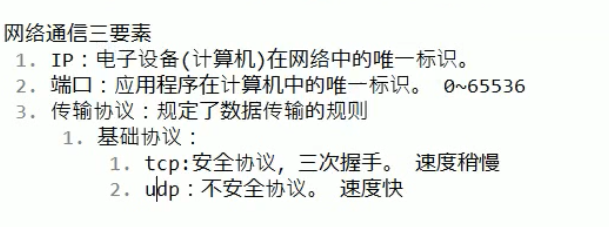 网络通信三要素
1. IP：电子设备(计算机)在网络中的唯一标识。
2. 端口：应用程序在计算机中的唯一标识。 0~65536
3. 传输协议：规定了数据传输的规则
1. 基础协议：
1. tcp:安全协议, 三次握手。 速度稍慢
2. udp：不安全协议。 速度快